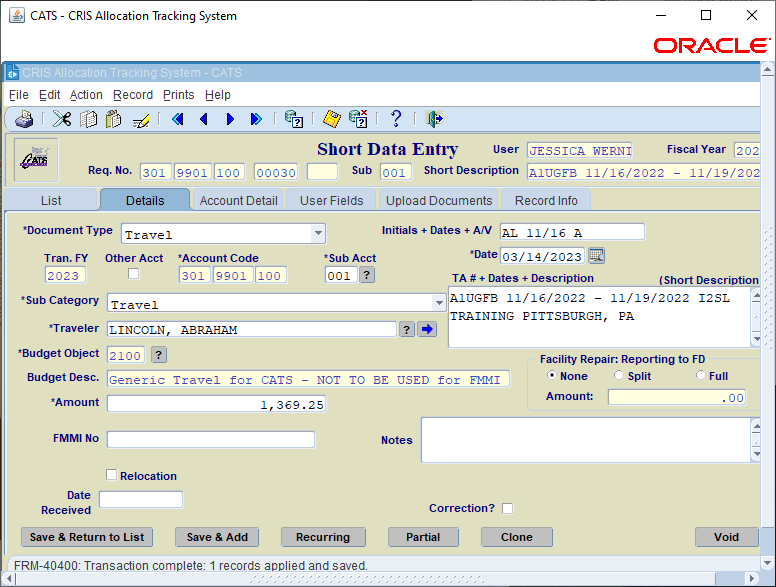 CATS - CRIS Allocation Tracking System
ORACLE
CRIS Allocation Tracking System - CATS
File Edit Action Record Prints Help
CATS
Short Data Entry
User JESSICA WERNI
Fiscal Year 202
Req. No. 301 9901 100 00030
Sub 001
Short Description A1UGFB 11/16/2022 - 11/19/202
List Details Account Detail User Fields Upload Documents Record Info
*Document Type Travel
Initials + Dates + A/V AL 11/16 A
*Date 03/14/2023
Tran. FY Other Acct *Account Code *Sub Acct
2023 301 9901 100 001 ?
TA # + Dates + Description (Short Description
A1UGFB 11/16/2022 - 11/19/2022 I2SL
TRAINING PITTSBURGH, PA
*Sub Category Travel
*Traveler LINCOLN, ABRAHAM ?
*Budget Object 2100 ?
Budget Desc. Generic Travel for CATS - NOT TO BE USED for FMMI
Facility Repair: Reporting to FD
None Split Full
Amount: .00
*Amount 1,369.25
FMMI No
Notes
Relocation
Date
Received
Correction?
Save & Return to List Save & Add Recurring Partial Clone Void
FRM-40400: Transaction complete: 1 records applied and saved.